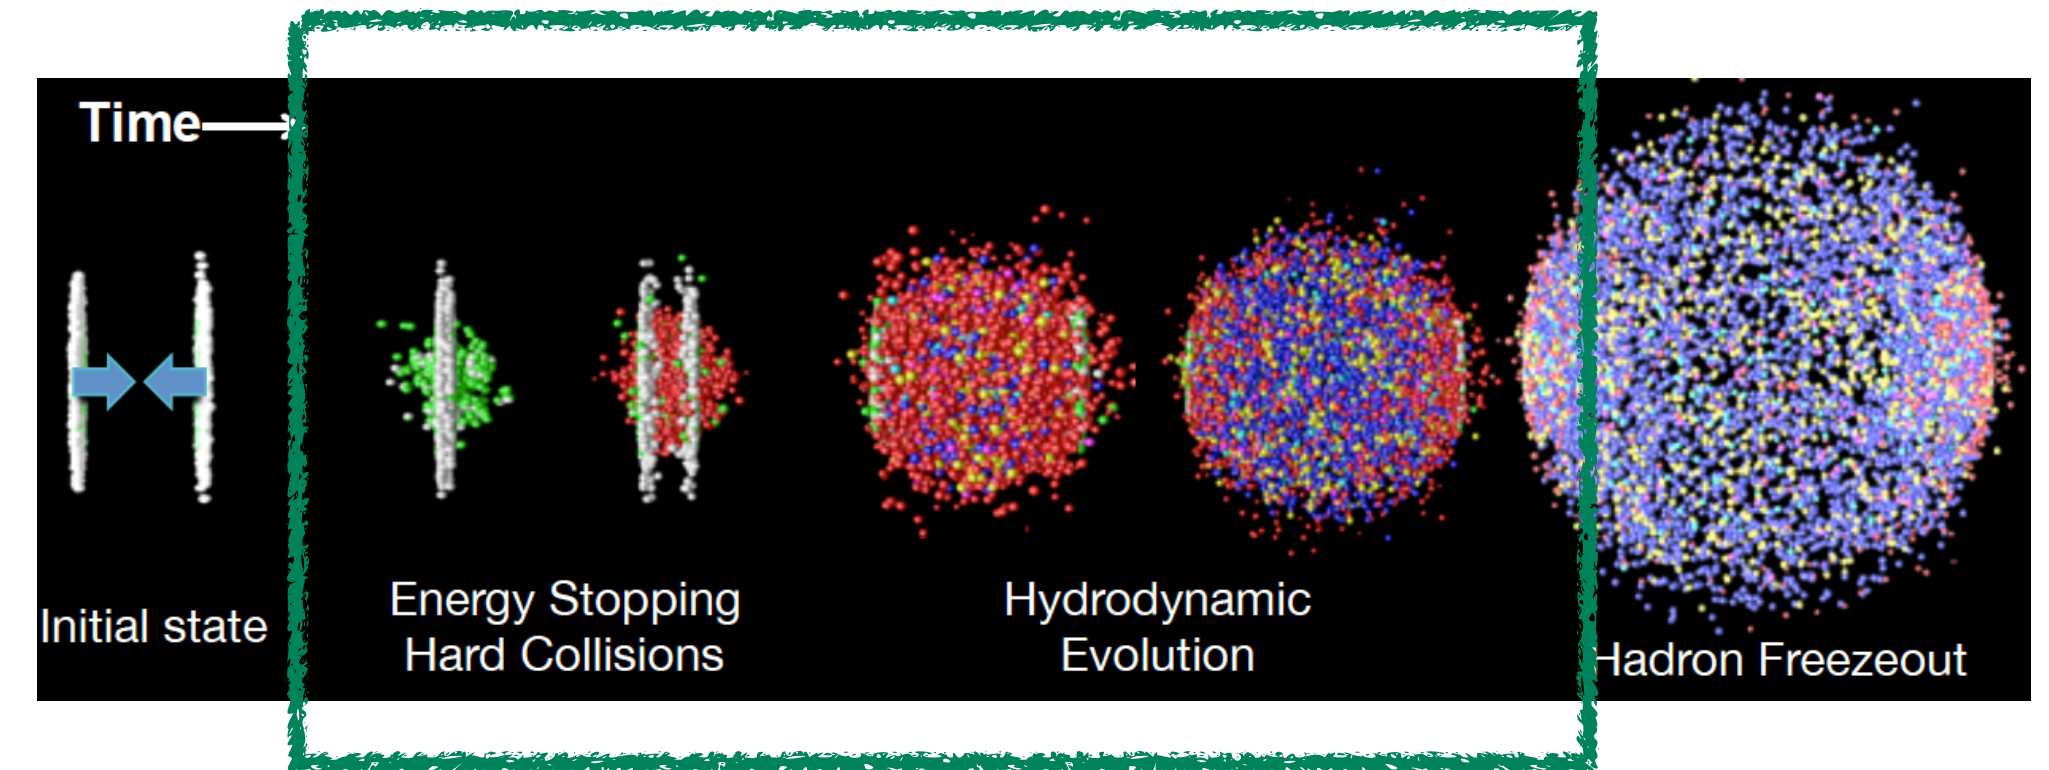 Time
Initial state
Energy Stopping
Hard Collisions
Hydrodynamic
Evolution
Hadron Freezeout